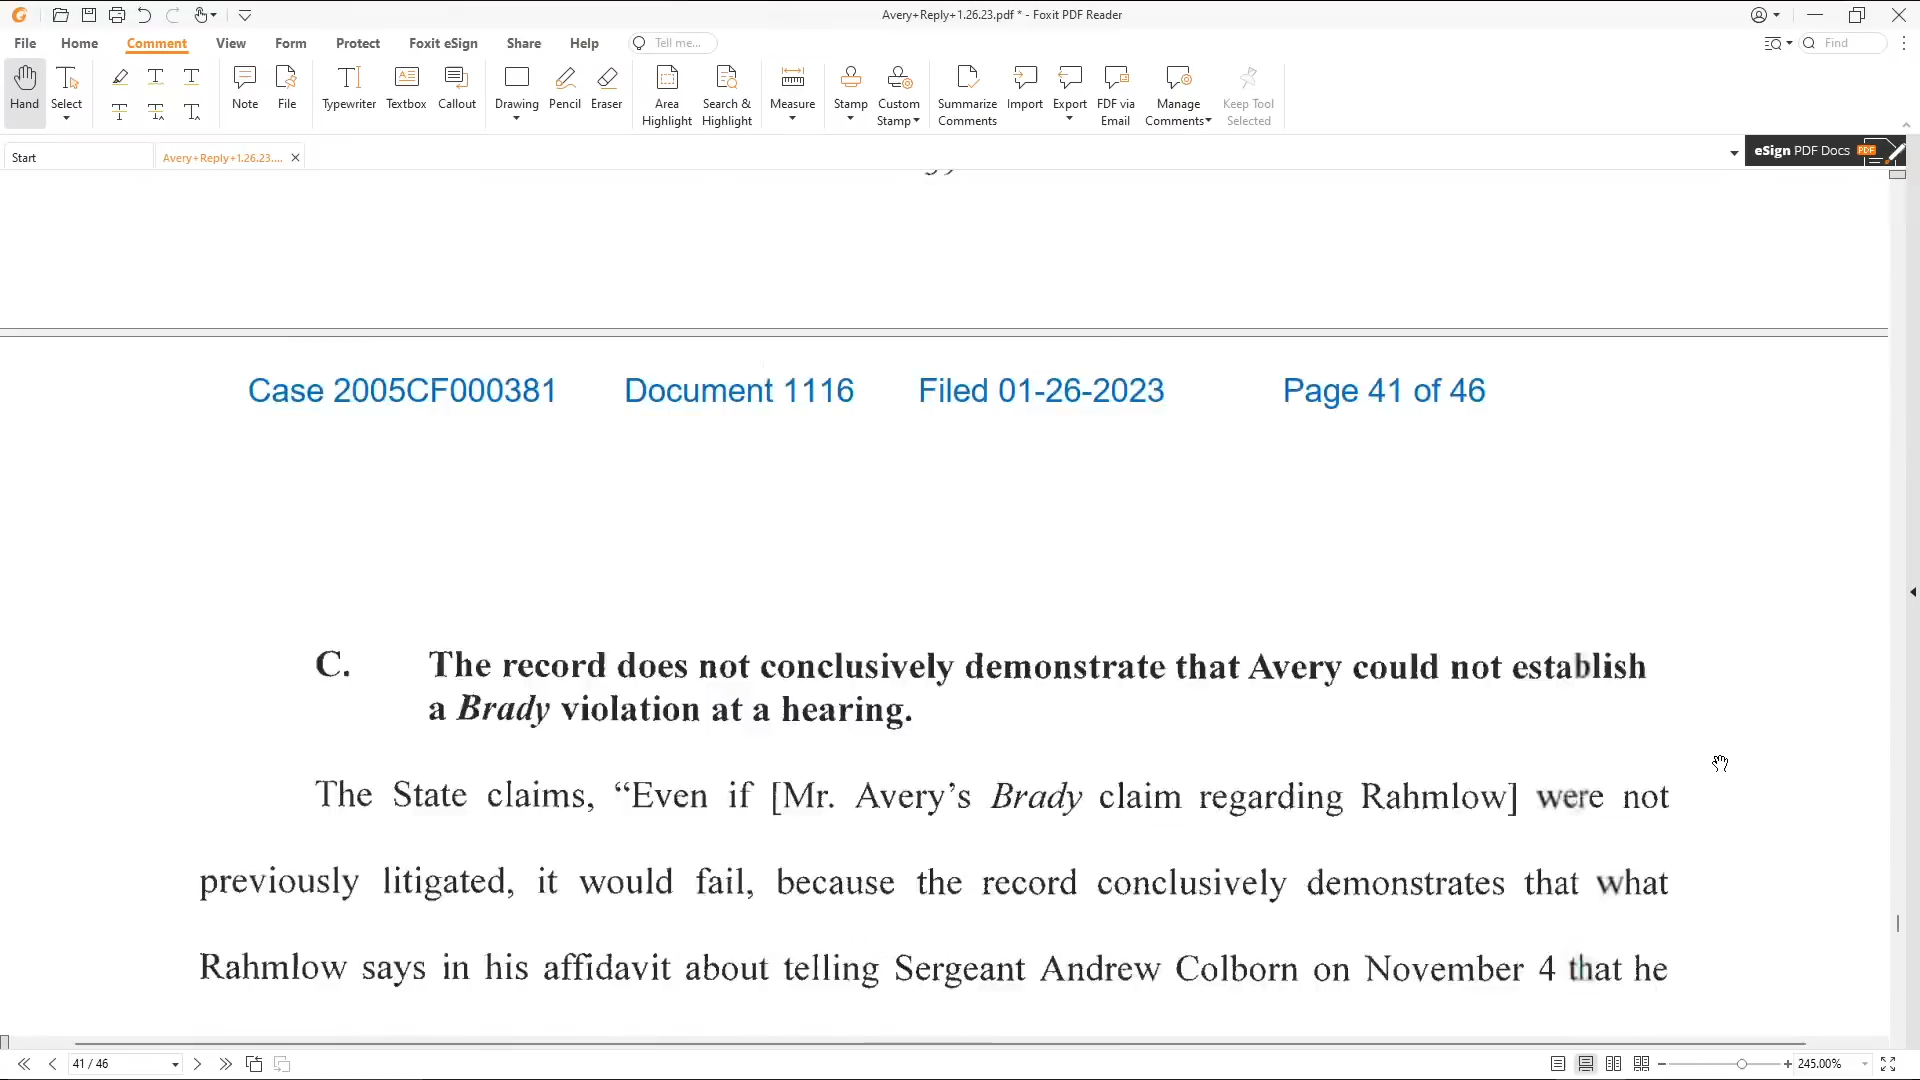 Avery+Reply+1.26.23.pdf * - Foxit PDF Reader
File Home Comment View Form Protect Foxit eSign Share Help Tell me... Find
Hand Select Note File Typewriter Textbox Callout Drawing Pencil Eraser Area Highlight Search & Highlight Measure Stamp Custom Stamp Summarize Comments Import Export FDF via Email Manage Comments Keep Tool Selected
Start Avery+Reply+1.26.23.... eSign PDF Docs PDF
Case 2005CF000381 Document 1116 Filed 01-26-2023 Page 41 of 46
C. The record does not conclusively demonstrate that Avery could not establish
a Brady violation at a hearing.
The State claims, “Even if [Mr. Avery’s Brady claim regarding Rahmlow] were not
previously litigated, it would fail, because the record conclusively demonstrates that what
Rahmlow says in his affidavit about telling Sergeant Andrew Colborn on November 4 that he
41 / 46 245.00%